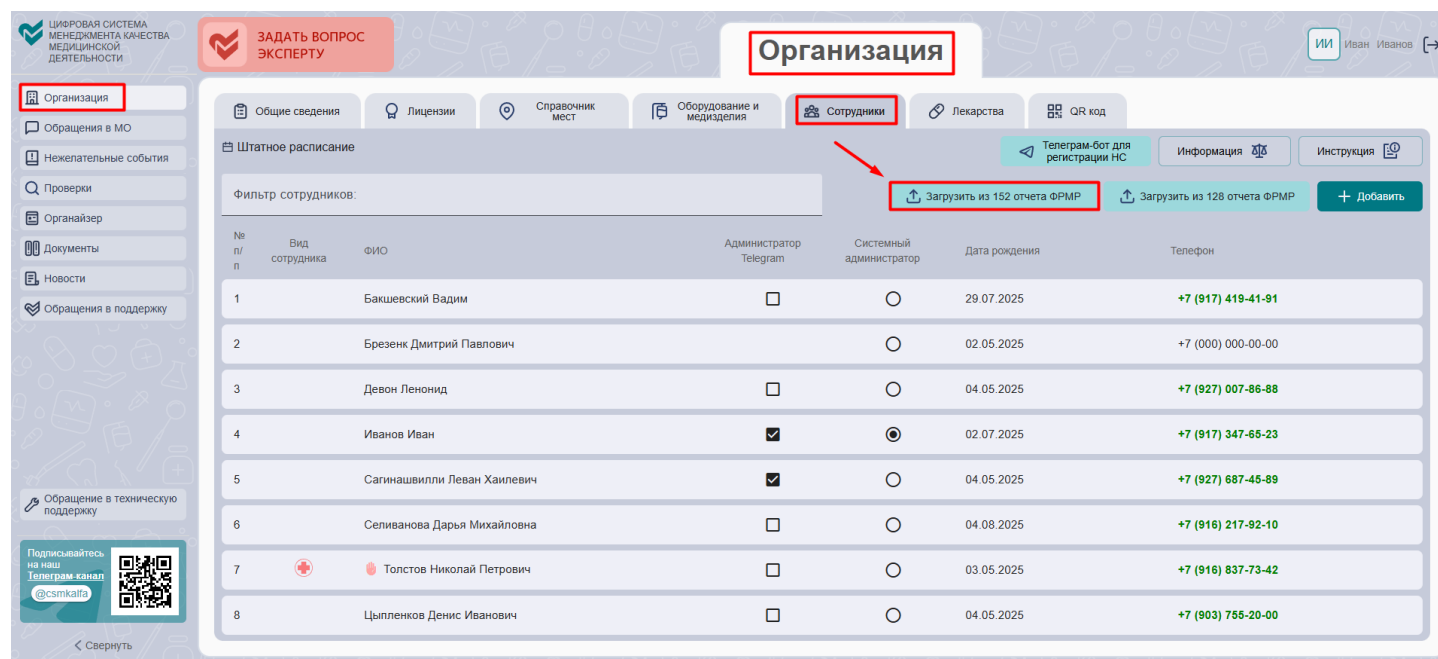 ЦИФРОВАЯ СИСТЕМА
МЕНЕДЖМЕНТА КАЧЕСТВА
МЕДИЦИНСКОЙ
ДЕЯТЕЛЬНОСТИ
ЗАДАТЬ ВОПРОС
ЭКСПЕРТУ
Организация
ИИ Иван Иванов
Организация
Обращения в МО
Нежелательные события
Проверки
Органайзер
Документы
Новости
Обращения в поддержку
Обращение в техническую
поддержку
Подписывайтесь
на наш
Телеграм-канал
@csmkalfa
Свернуть
Общие сведения
Лицензии
Справочник
мест
Оборудование и
медизделия
Сотрудники
Лекарства
QR код
Штатное расписание
Телеграм-бот для
регистрации НС
Информация
Инструкция
Фильтр сотрудников:
Загрузить из 152 отчета ФРМР
Загрузить из 128 отчета ФРМР
+ Добавить
№
п/
п
Вид
сотрудника
ФИО
Администратор
Telegram
Системный
администратор
Дата рождения
Телефон
1 Бакшевский Вадим 29.07.2025 +7 (917) 419-41-91
2 Брезенк Дмитрий Павлович 02.05.2025 +7 (000) 000-00-00
3 Девон Ленонид 04.05.2025 +7 (927) 007-86-88
4 Иванов Иван 02.07.2025 +7 (917) 347-65-23
5 Сагинашвилли Леван Хаилевич 04.05.2025 +7 (927) 687-45-89
6 Селиванова Дарья Михайловна 04.08.2025 +7 (916) 217-92-10
7 Толстов Николай Петрович 03.05.2025 +7 (916) 837-73-42
8 Цыпленков Денис Иванович 04.05.2025 +7 (903) 755-20-00